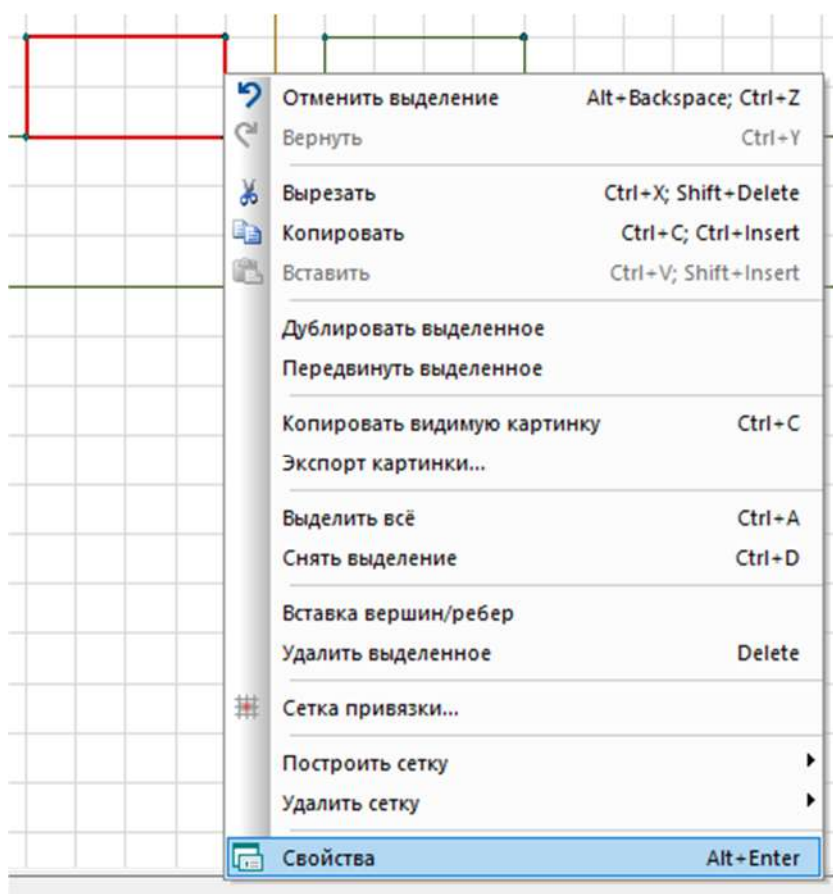 Отменить выделение Alt+Backspace; Ctrl+Z
Вернуть Ctrl+Y
Вырезать Ctrl+X; Shift+Delete
Копировать Ctrl+C; Ctrl+Insert
Вставить Ctrl+V; Shift+Insert
Дублировать выделенное
Передвинуть выделенное
Копировать видимую картинку Ctrl+C
Экспорт картинки...
Выделить всё Ctrl+A
Снять выделение Ctrl+D
Вставка вершин/ребер
Удалить выделенное Delete
Сетка привязки...
Построить сетку
Удалить сетку
Свойства Alt+Enter